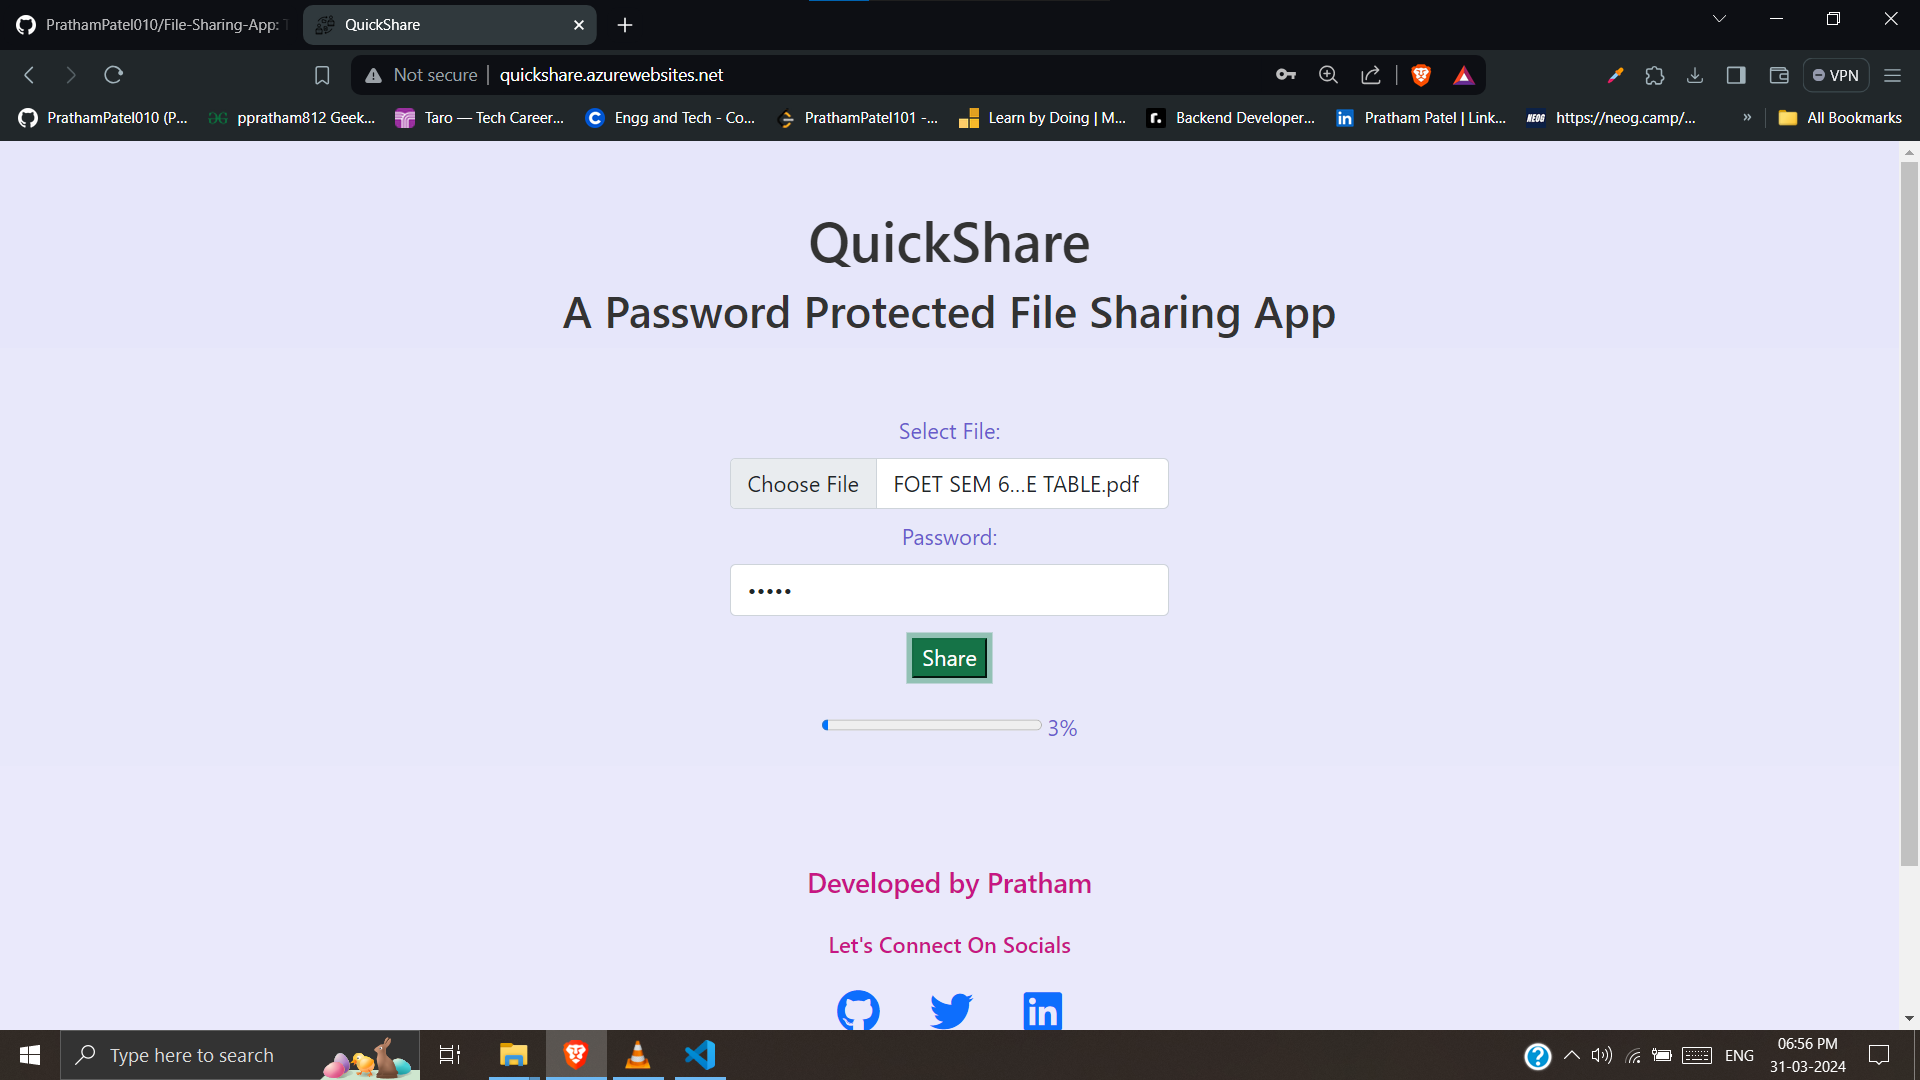 PrathamPatel010/File-Sharing-App: T
QuickShare
Not secure
quickshare.azurewebsites.net
VPN
PrathamPatel010 (P...
ppratham812 Geek...
Taro — Tech Career...
Engg and Tech - Co...
PrathamPatel101 -...
Learn by Doing | M...
Backend Developer...
Pratham Patel | Link...
NEOG
https://neog.camp/...
»
All Bookmarks
QuickShare
A Password Protected File Sharing App
Select File:
Choose File
FOET SEM 6...E TABLE.pdf
Password:
•••••
Share
3%
Developed by Pratham
Let's Connect On Socials
in
Type here to search
ENG
06:56 PM
31-03-2024